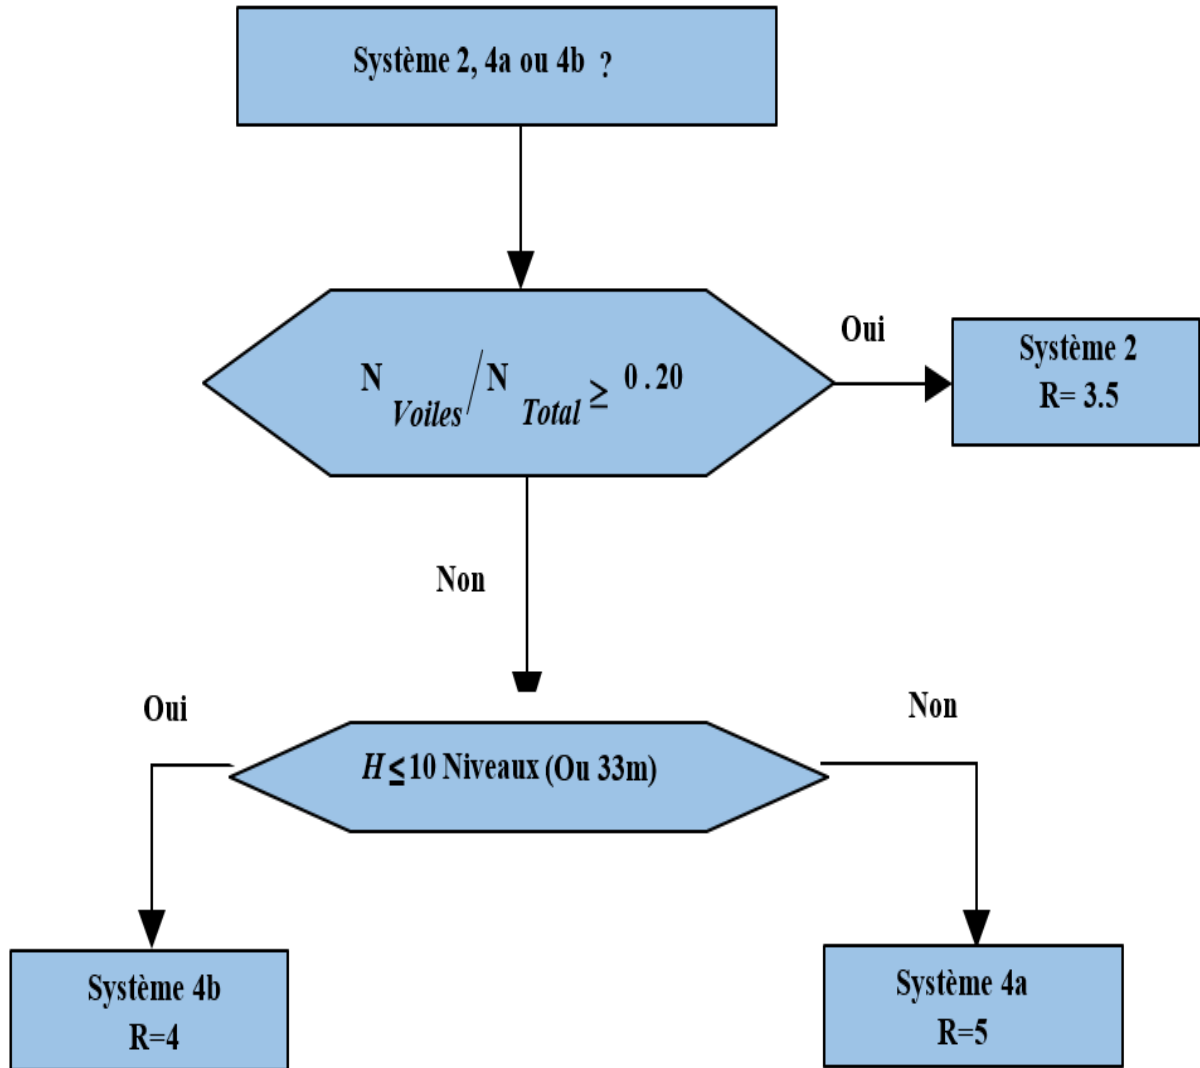 Système 2, 4a ou 4b ?
Oui
Système 2
R= 3.5
N Voiles / N Total ≥ 0.20
Non
Oui
Non
H ≤ 10 Niveaux (Ou 33m)
Système 4b
R=4
Système 4a
R=5